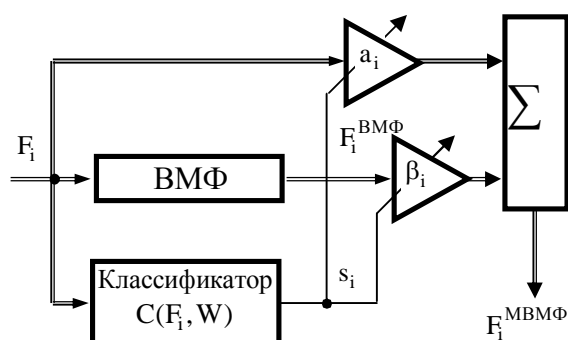 a_i
∑
F_i
F_i^ВМФ
ВМФ
β_i
Классификатор
C(F_i, W)
s_i
F_i^МВМФ